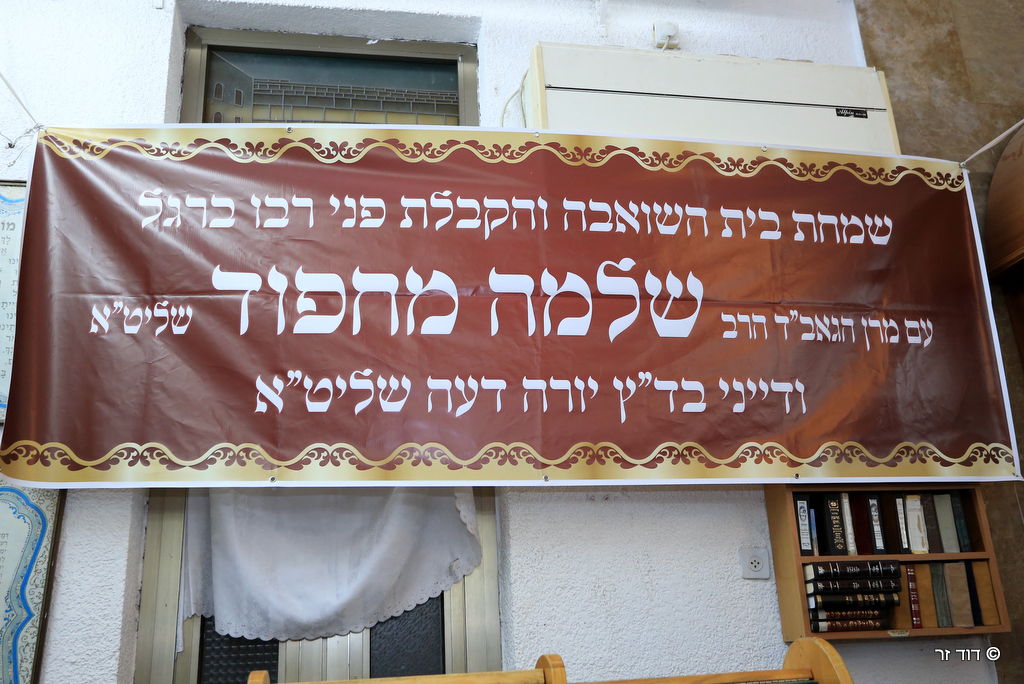 שמחת בית השואבה והקבלת פני רבו ברגל
עם מרן הגאב"ד הרב שלמה מחפוד שליט"א
ודייני בד"ץ יורה דעה שליט"א
© דוד זר